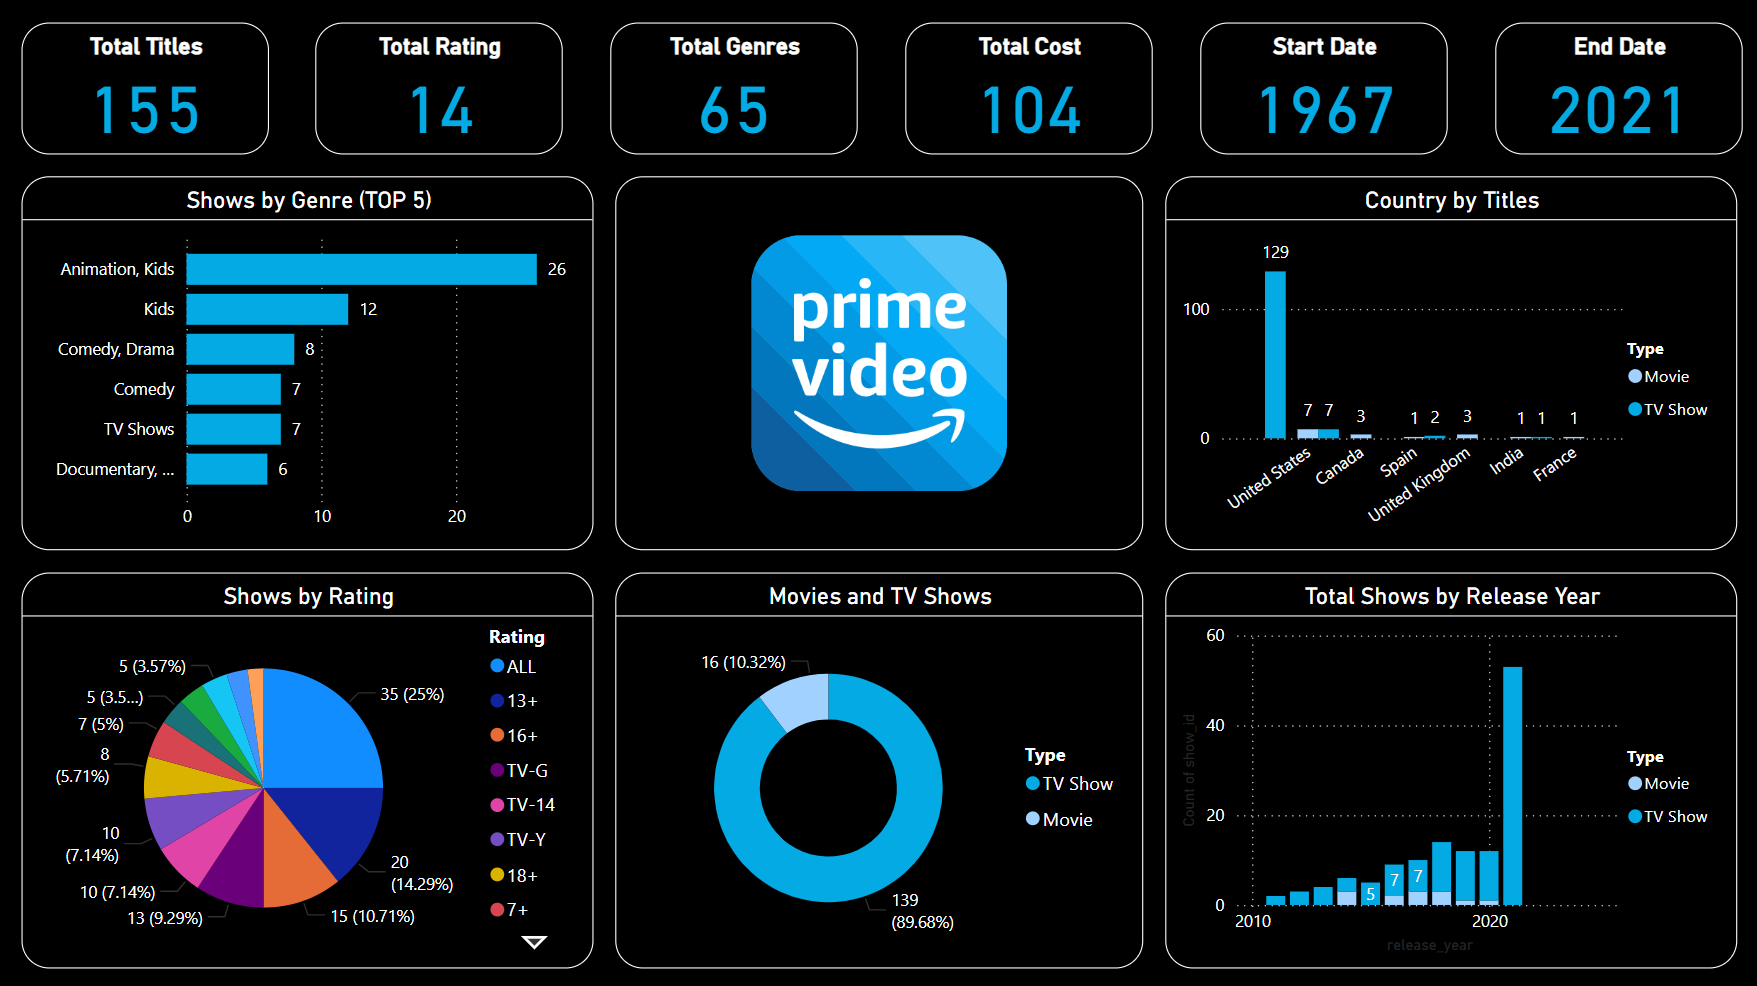 Total Titles
155
Total Rating
14
Total Genres
65
Total Cost
104
Start Date
1967
End Date
2021
Shows by Genre (TOP 5)
Animation, Kids
26
Kids
12
Comedy, Drama
8
Comedy
7
TV Shows
7
Documentary, ...
6
0
10
20
prime
video
Country by Titles
129
100
0
7
7
3
1
2
3
1
1
1
United States
Canada
Spain
United Kingdom
India
France
Type
Movie
TV Show
Shows by Rating
5 (3.57%)
5 (3.5...)
7 (5%)
8
(5.71%)
10
(7.14%)
10 (7.14%)
13 (9.29%)
35 (25%)
20
(14.29%)
15 (10.71%)
Rating
ALL
13+
16+
TV-G
TV-14
TV-Y
18+
7+
Movies and TV Shows
16 (10.32%)
139
(89.68%)
Type
TV Show
Movie
Total Shows by Release Year
60
40
20
0
Count of show_id
5
7
7
2010
2020
release_year
Type
Movie
TV Show